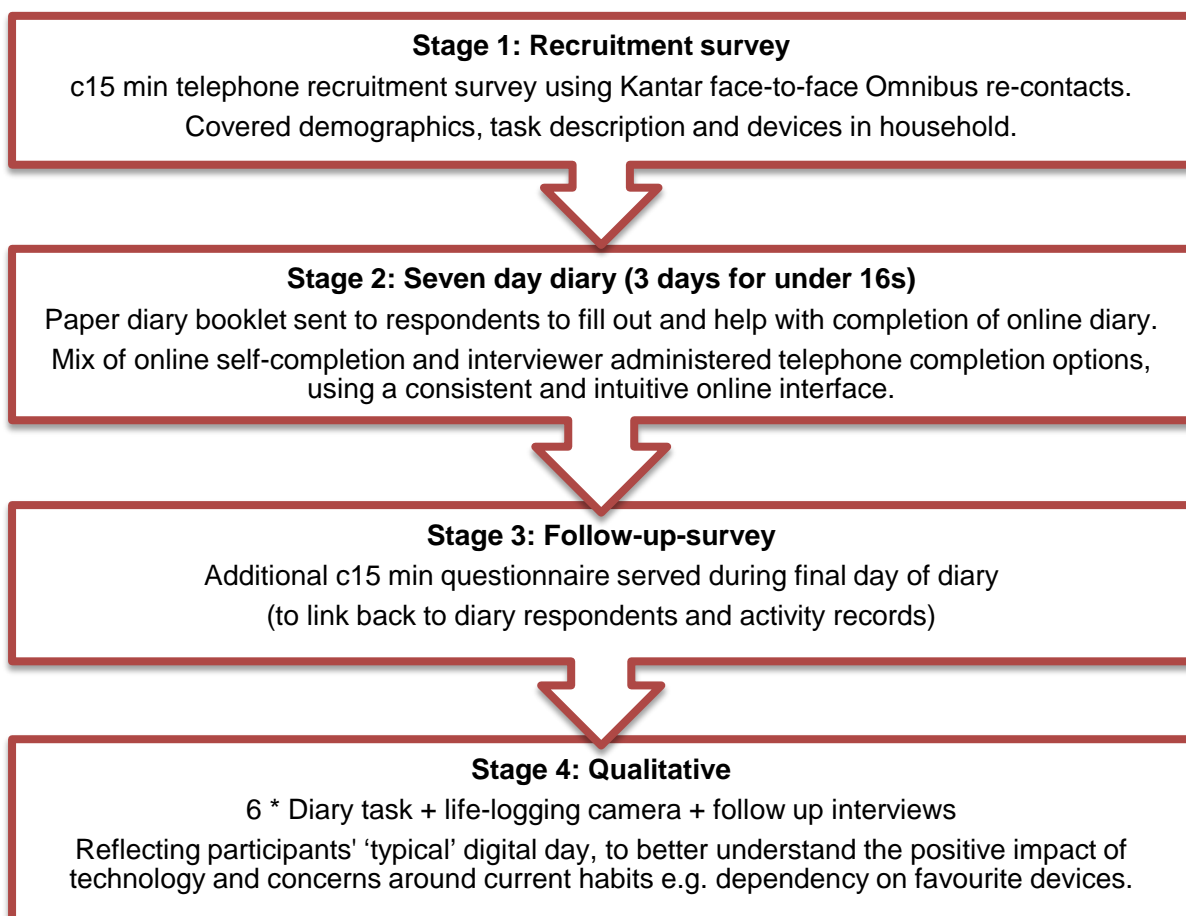 Stage 1: Recruitment survey
c15 min telephone recruitment survey using Kantar face-to-face Omnibus re-contacts.
Covered demographics, task description and devices in household.
Stage 2: Seven day diary (3 days for under 16s)
Paper diary booklet sent to respondents to fill out and help with completion of online diary.
Mix of online self-completion and interviewer administered telephone completion options,
using a consistent and intuitive online interface.
Stage 3: Follow-up-survey
Additional c15 min questionnaire served during final day of diary
(to link back to diary respondents and activity records)
Stage 4: Qualitative
6 * Diary task + life-logging camera + follow up interviews
Reflecting participants' ‘typical’ digital day, to better understand the positive impact of
technology and concerns around current habits e.g. dependency on favourite devices.